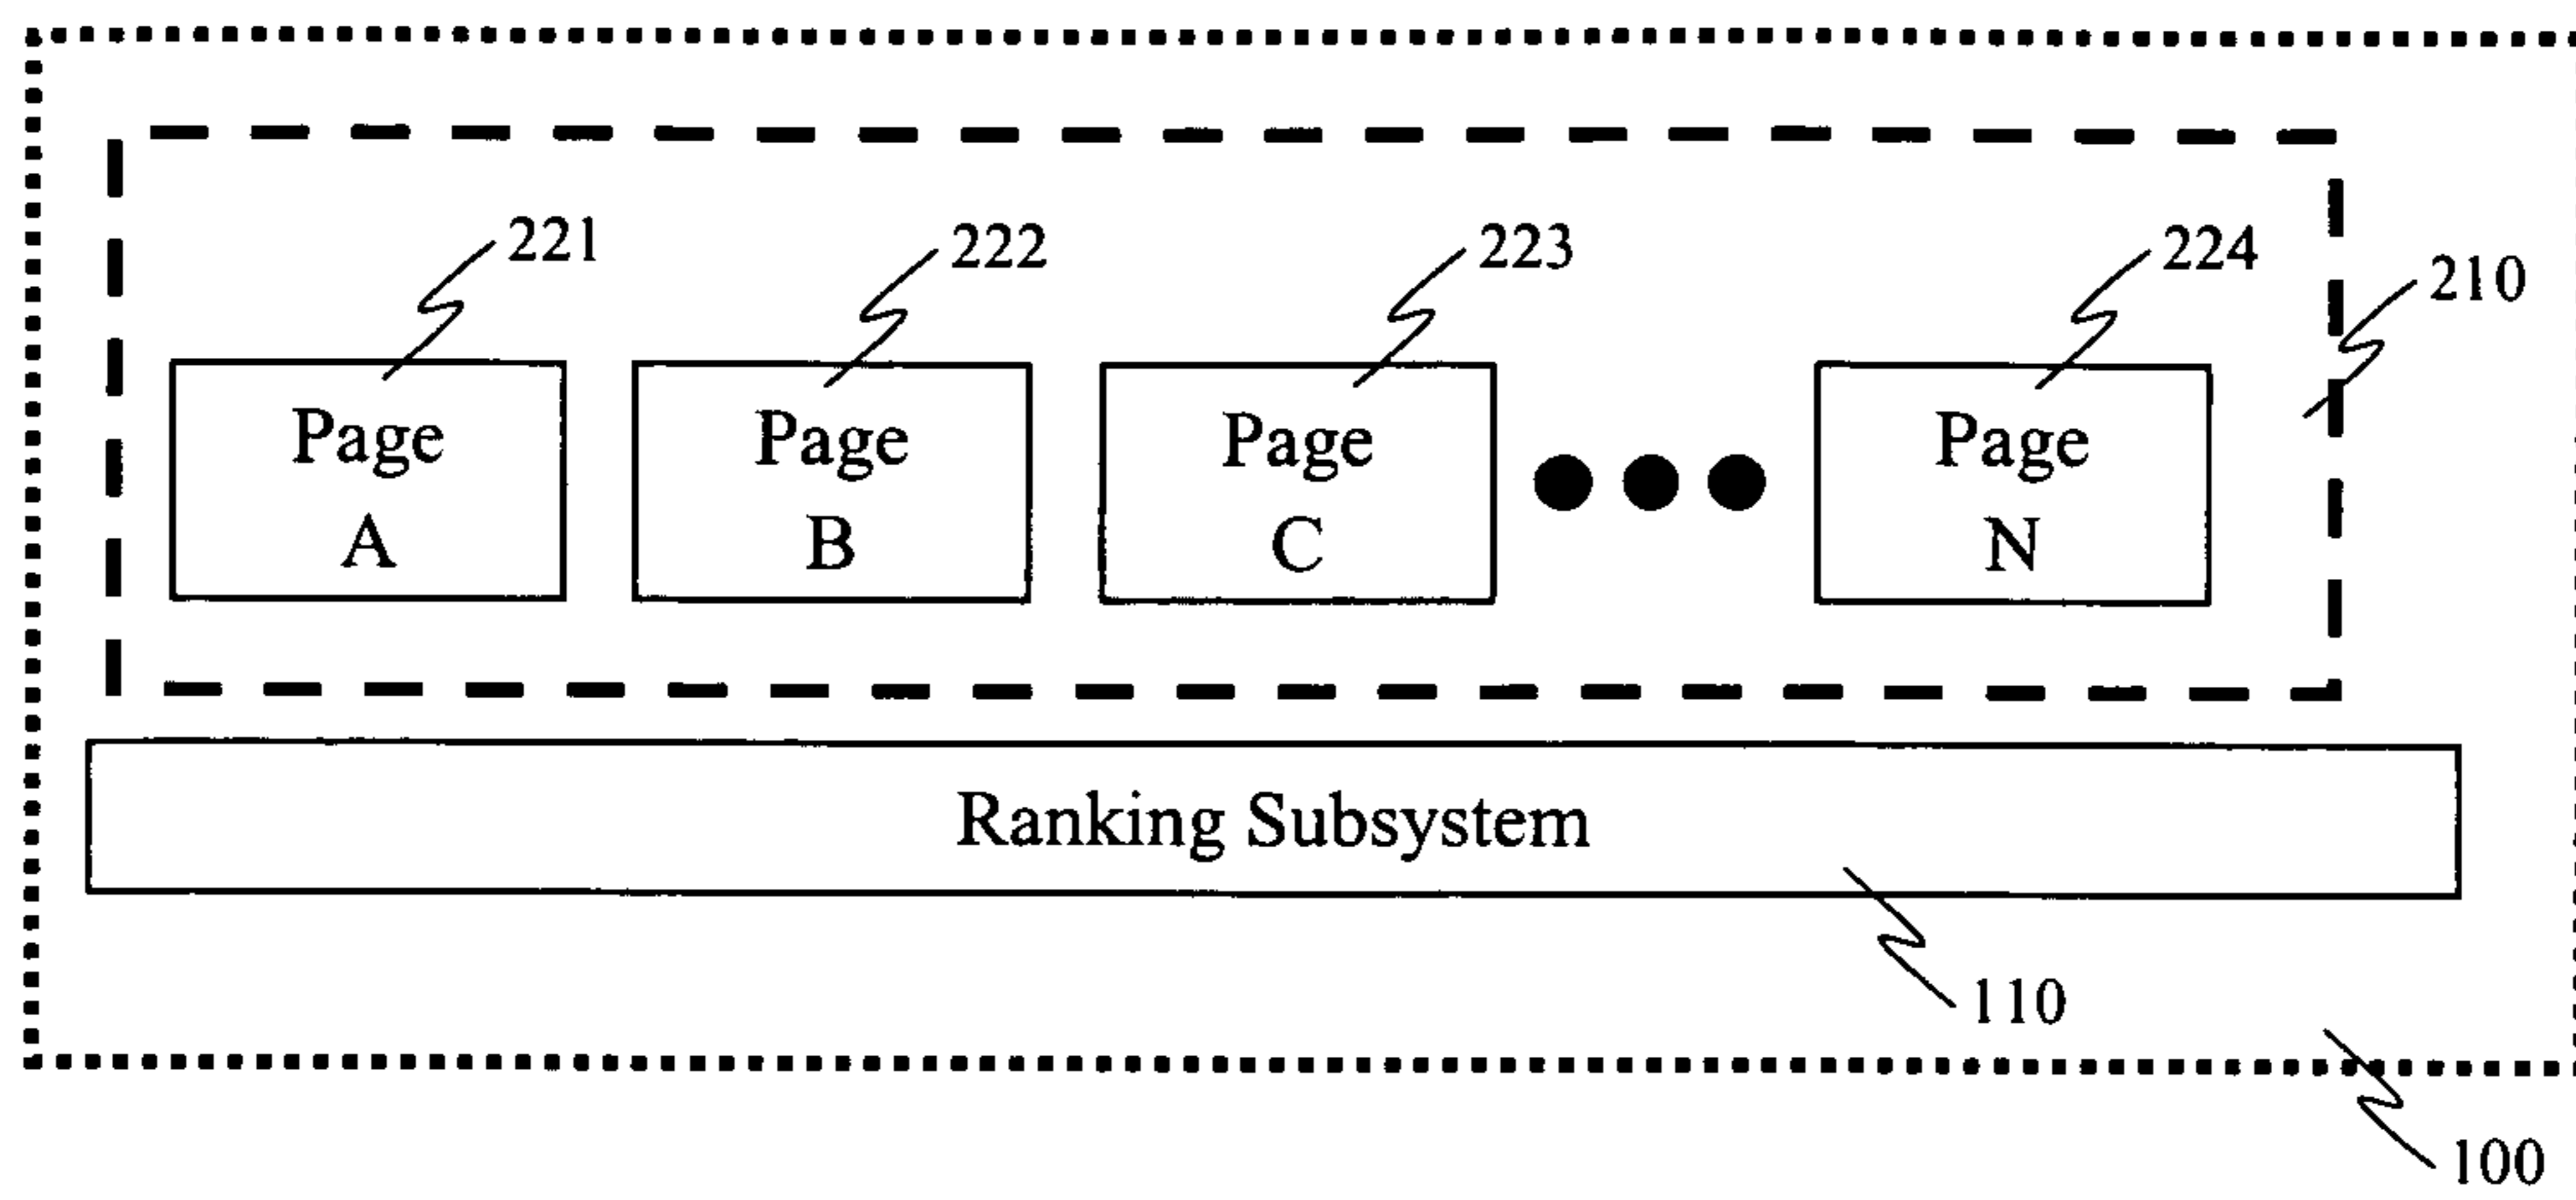 221
222
223
224
210
Page
A
Page
B
Page
C
Page
N
Ranking Subsystem
110
100